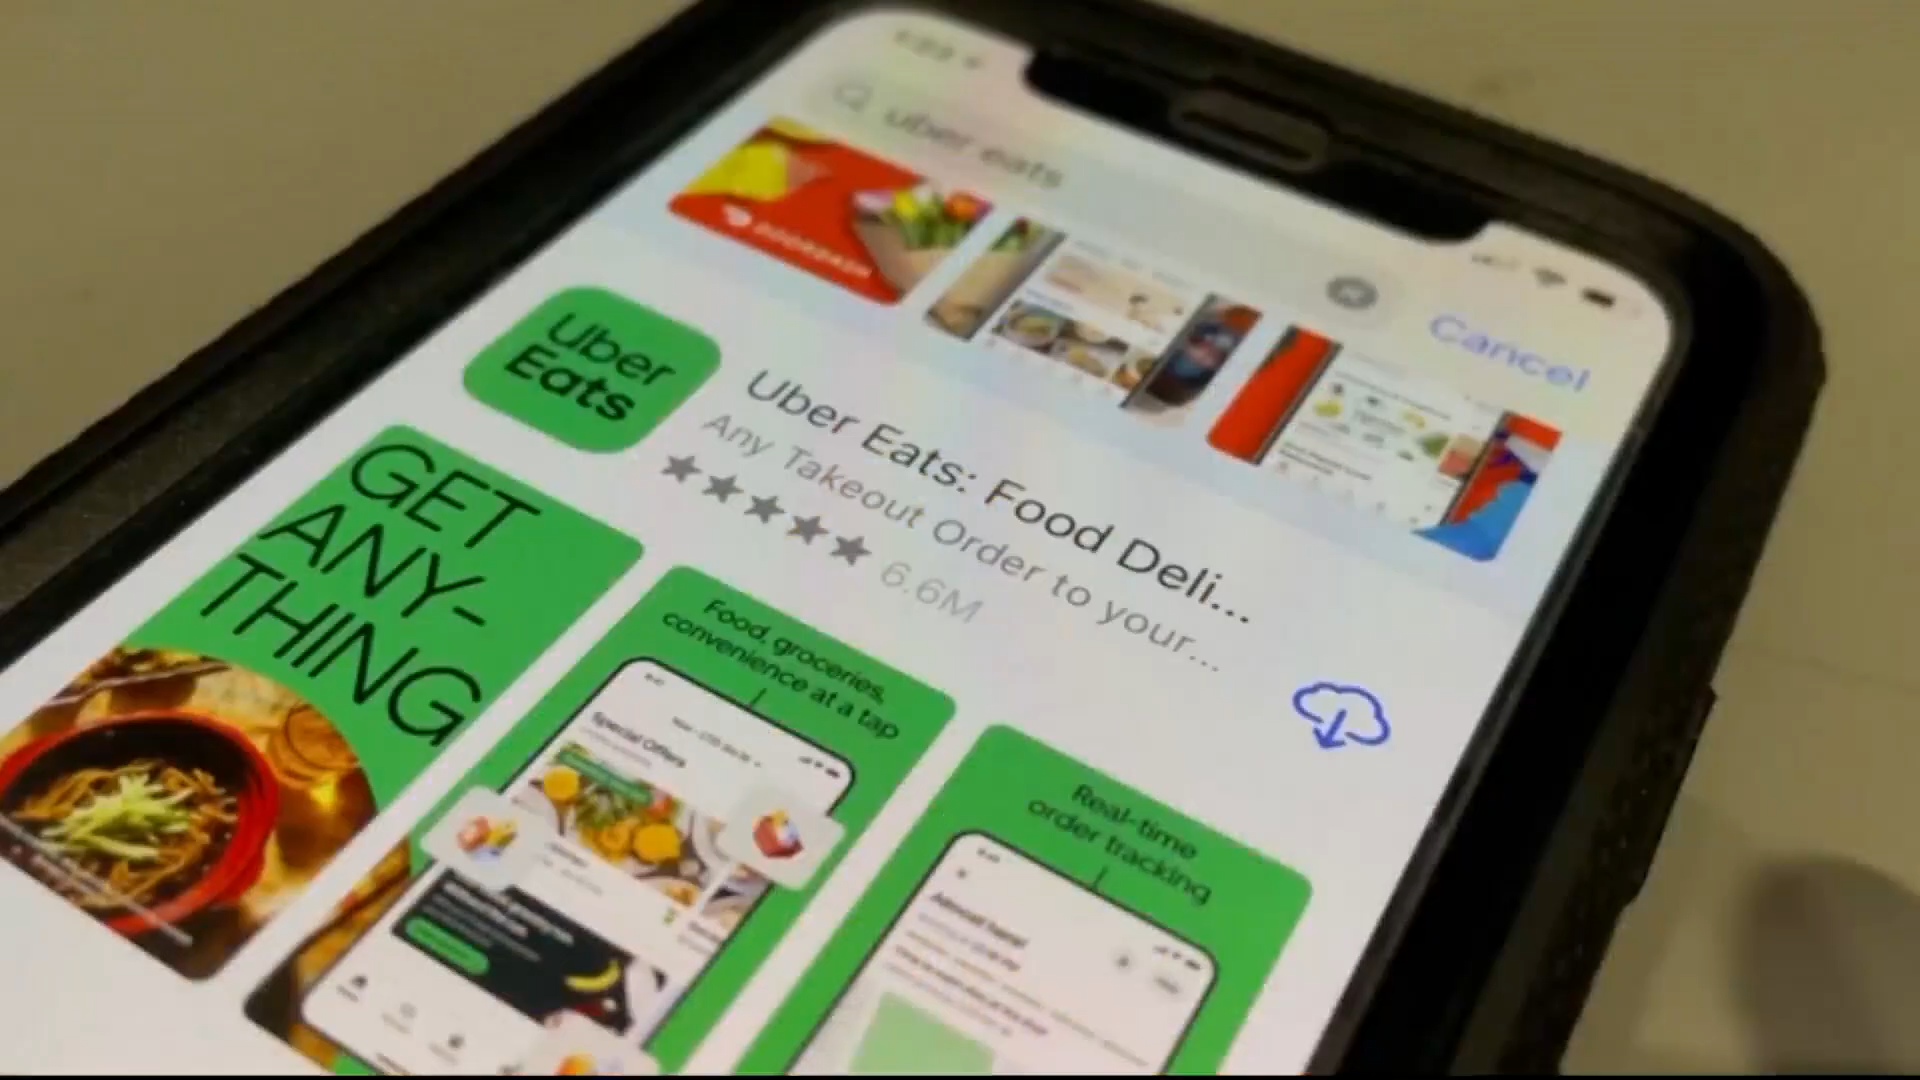 uber eats
Cancel
DOORDASH
Uber
Eats
Uber Eats: Food Deli...
Any Takeout Order to your...
6.6M
GET
ANY-
THING
Food, groceries,
convenience at a tap
Special Offers
Real-time
order tracking